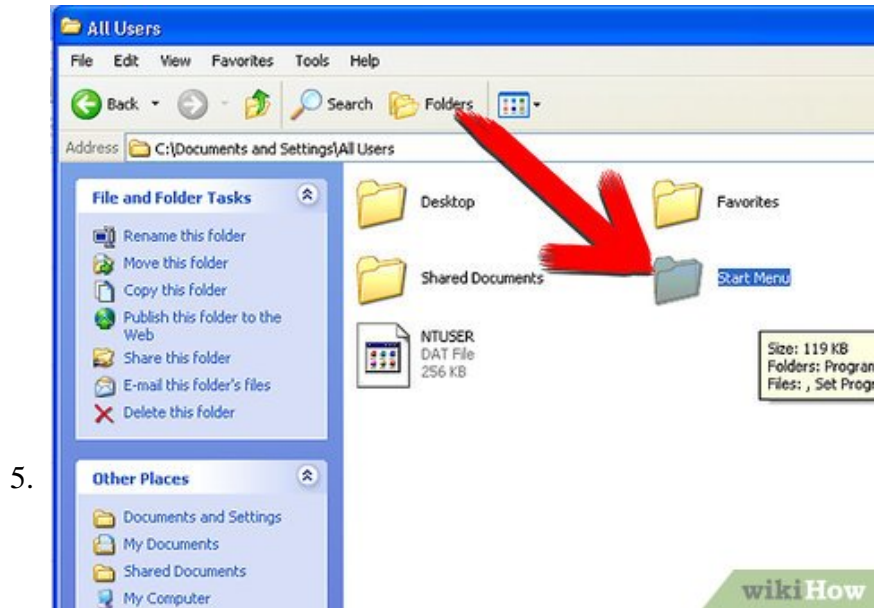 All Users
File Edit View Favorites Tools Help
Back Search Folders
Address C:\Documents and Settings\All Users
File and Folder Tasks
Rename this folder
Move this folder
Copy this folder
Publish this folder to the
Web
Share this folder
E-mail this folder's files
Delete this folder
Other Places
Documents and Settings
My Documents
Shared Documents
My Computer
Desktop
Favorites
Shared Documents
Start Menu
NTUSER
DAT File
256 KB
Size: 119 KB
Folders: Program
Files: , Set Progr
5.
wikiHow